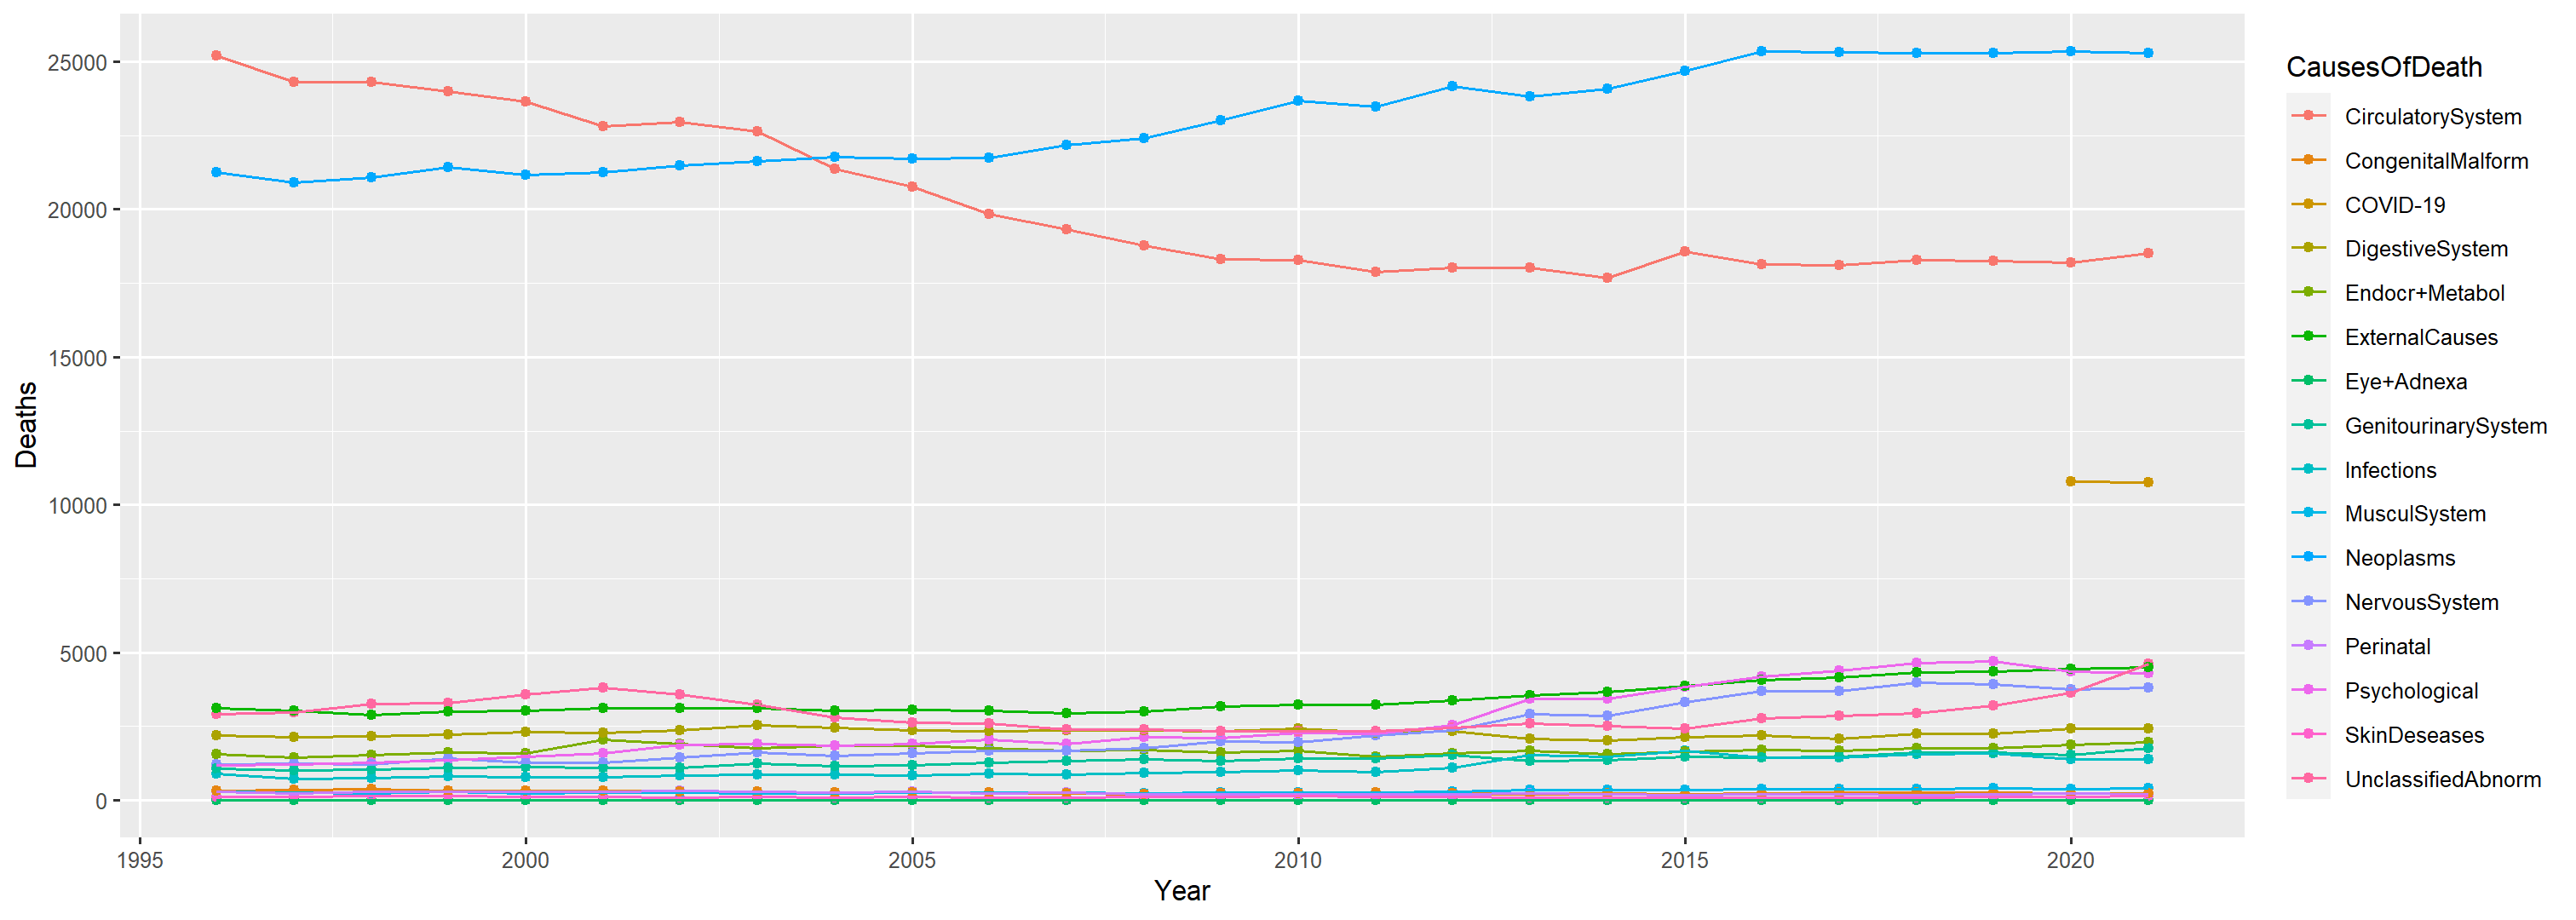 25000
20000
15000
10000
5000
0
Deaths
1995 2000 2005 2010 2015 2020
Year
CausesOfDeath
CirculatorySystem
CongenitalMalform
COVID-19
DigestiveSystem
Endocr+Metabol
ExternalCauses
Eye+Adnexa
GenitourinarySystem
Infections
MusculSystem
Neoplasms
NervousSystem
Perinatal
Psychological
SkinDeseases
UnclassifiedAbnorm